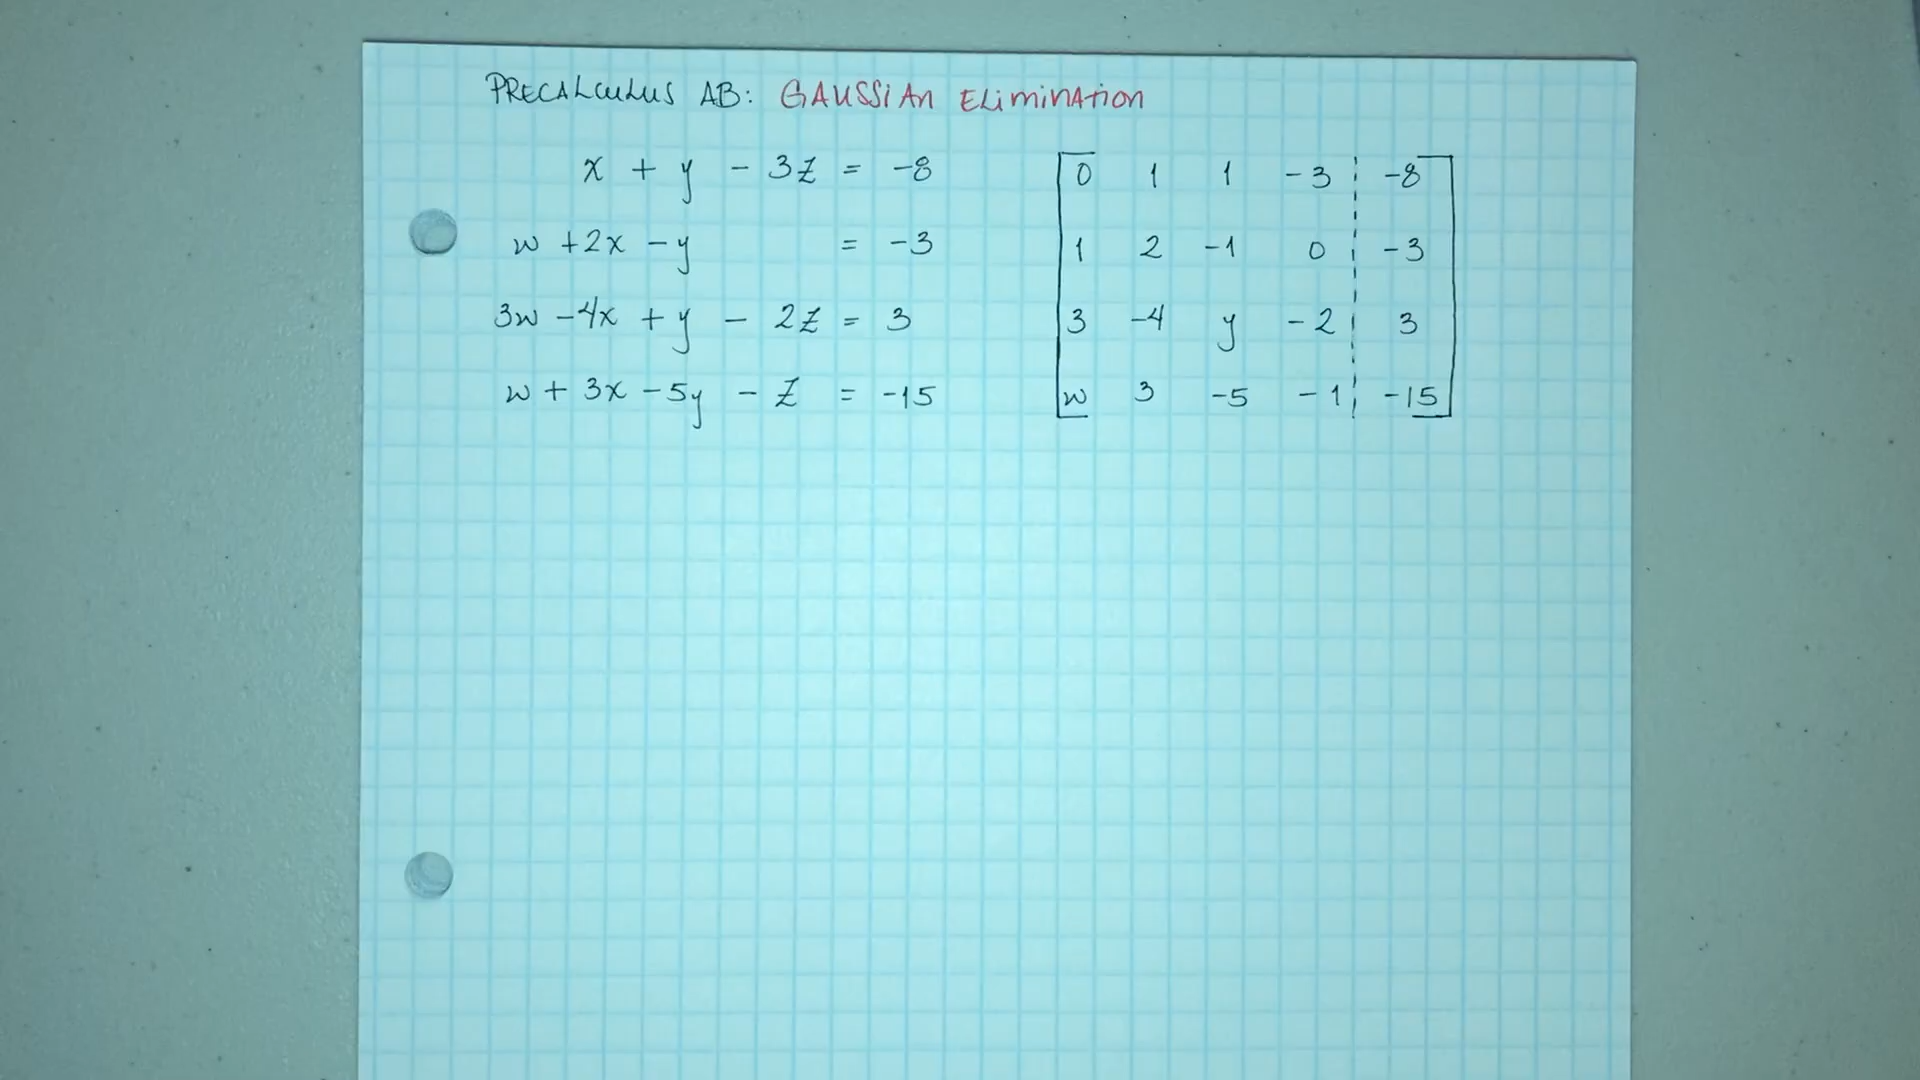 PRECALCULUS AB: GAUSSIAN ELIMINATION
x + y - 3z = -8
w + 2x - y = -3
3w - 4x + y - 2z = 3
w + 3x - 5y - z = -15
0 1 1 -3 -8
1 2 -1 0 -3
3 -4 y -2 3
w 3 -5 -1 -15